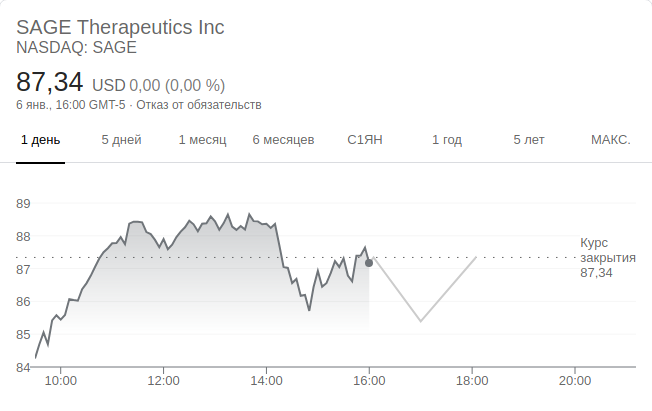 SAGE Therapeutics Inc
NASDAQ: SAGE
87,34 USD 0,00 (0,00 %)
6 янв., 16:00 GMT-5 · Отказ от обязательств
1 день 5 дней 1 месяц 6 месяцев С1ЯН 1 год 5 лет МАКС.
89
88
87
86
85
84
Курс
закрытия
87,34
10:00 12:00 14:00 16:00 18:00 20:00